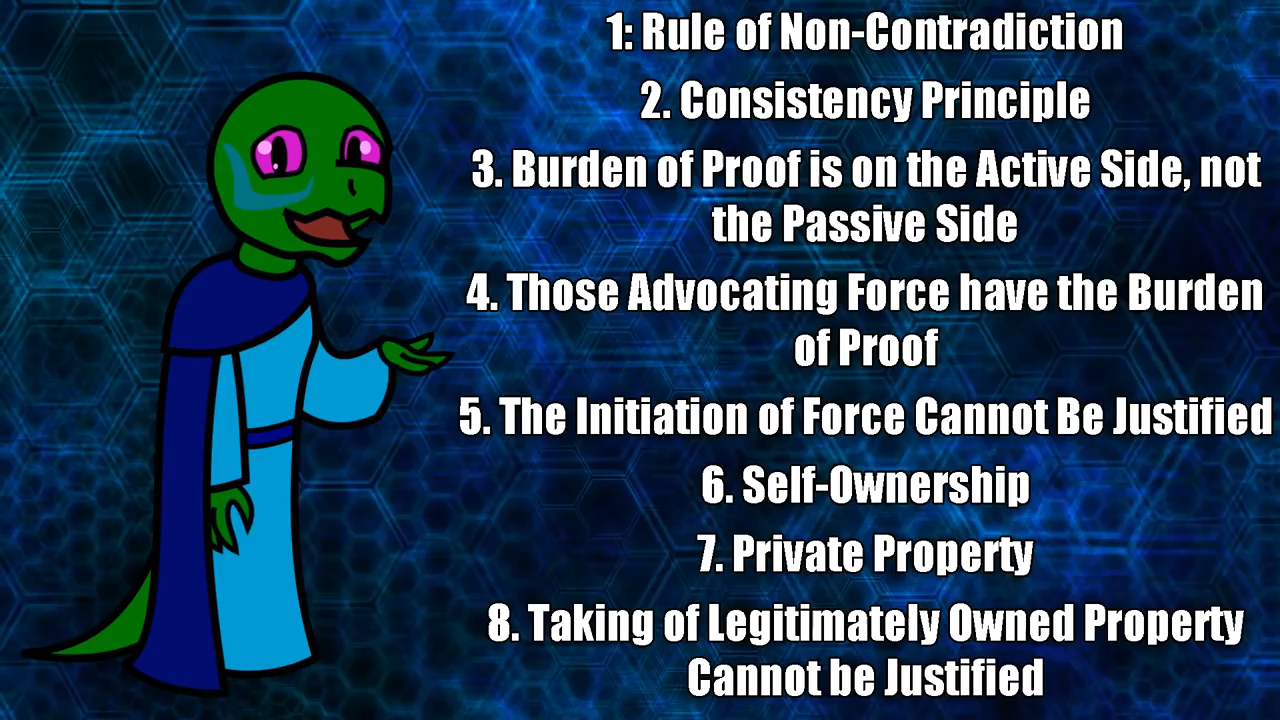 1: Rule of Non-Contradiction
2. Consistency Principle
3. Burden of Proof is on the Active Side, not
the Passive Side
4. Those Advocating Force have the Burden
of Proof
5. The Initiation of Force Cannot Be Justified
6. Self-Ownership
7. Private Property
8. Taking of Legitimately Owned Property
Cannot be Justified